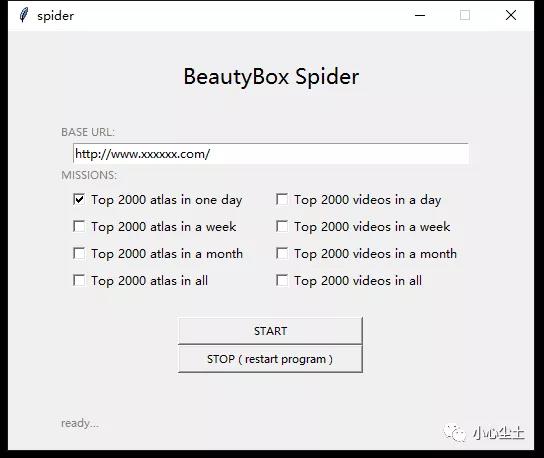 spider
BeautyBox Spider
BASE URL:
http://www.xxxxxx.com/
MISSIONS:
Top 2000 atlas in one day
Top 2000 videos in a day
Top 2000 atlas in a week
Top 2000 videos in a week
Top 2000 atlas in a month
Top 2000 videos in a month
Top 2000 atlas in all
Top 2000 videos in all
START
STOP ( restart program )
ready...
小心尘土